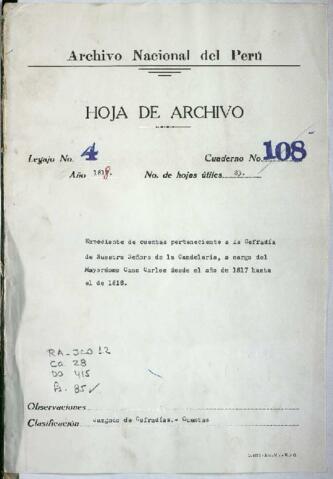 Archivo Nacional del Perú
HOJA DE ARCHIVO
Legajo No. 4 Cuaderno No. 108
Año 1818 No. de hojas útiles 85.
Expediente de cuentas perteneciente a la Cofradía
de Nuestra Señora de la Candelaria, a cargo del
Mayordomo Cano Carlos desde el año de 1817 hasta
el de 1818.
RA-JCO 12
Ca. 28
Do 415
fs. 85
Observaciones
Clasificación Juzgado de Cofradías.- Cuentas